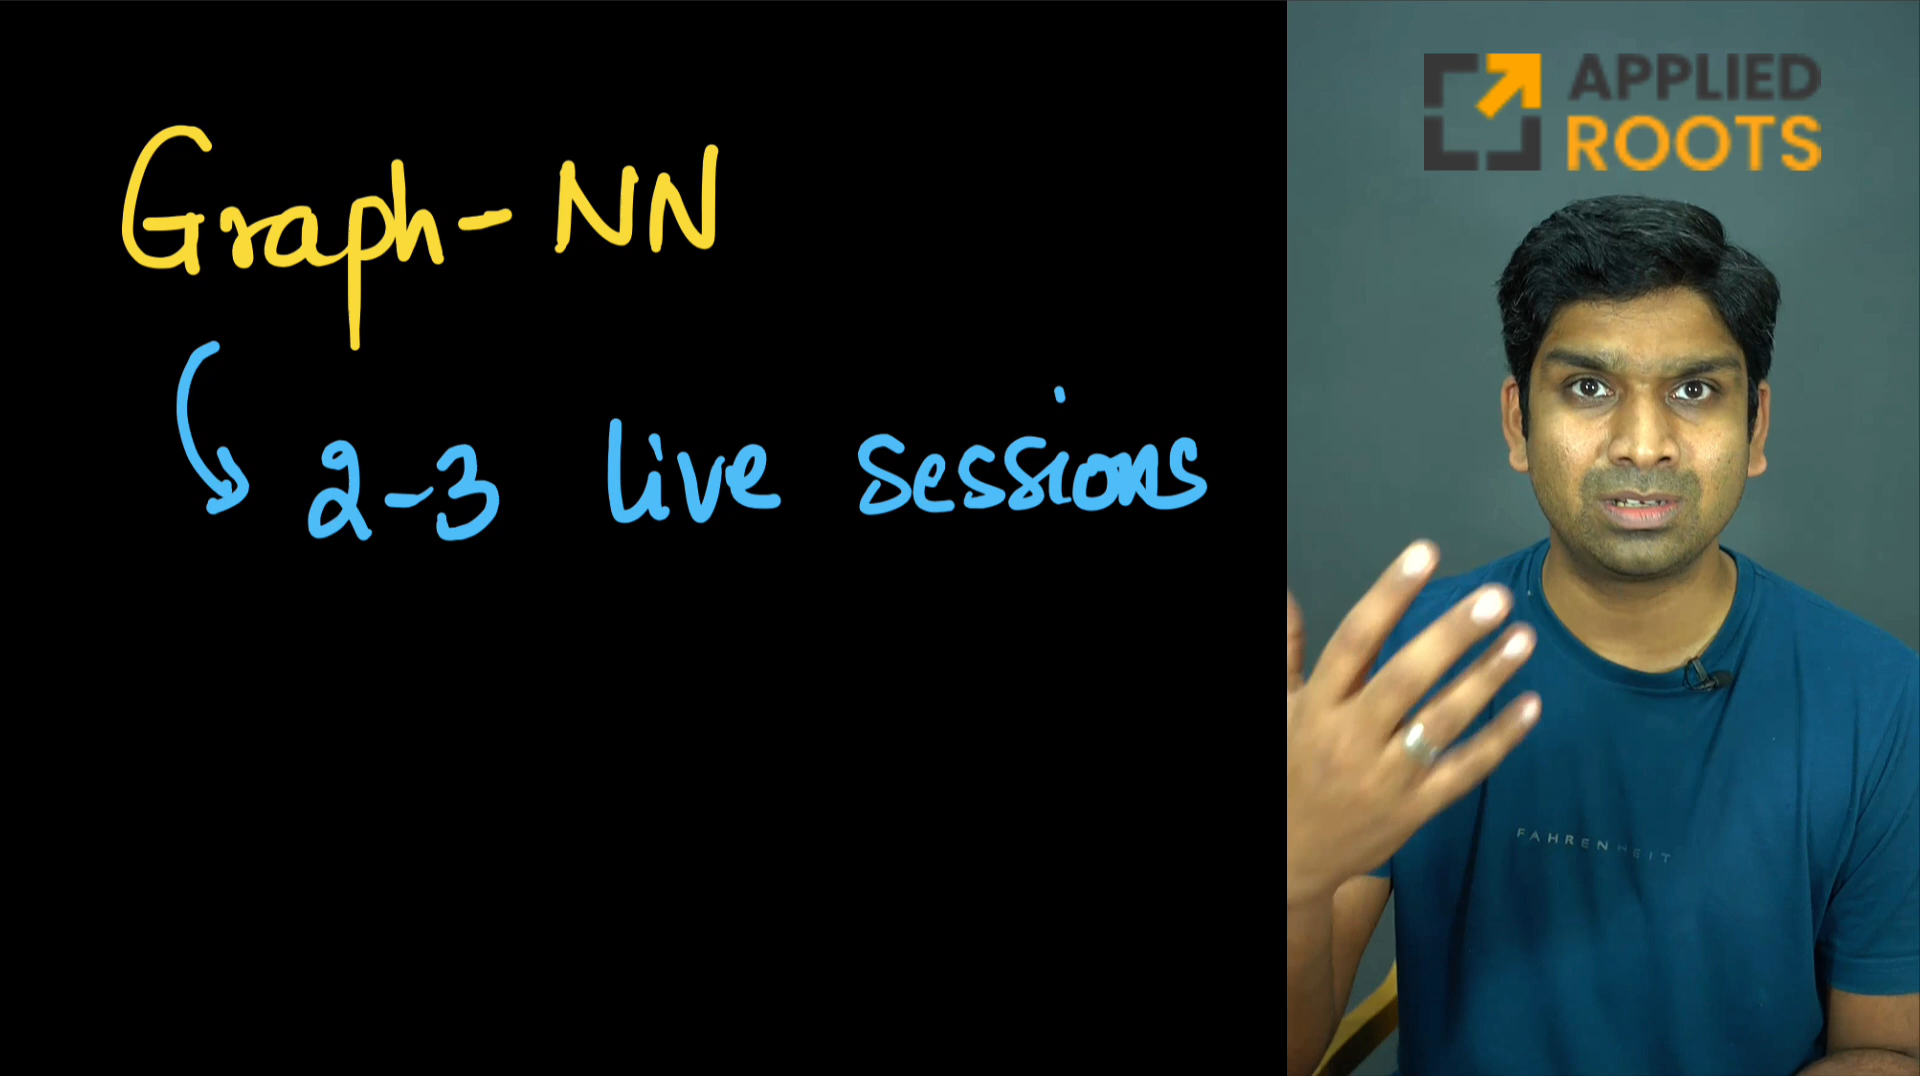 Graph-NN
2-3 live sessions
APPLIED
ROOTS
FAHRENHEIT